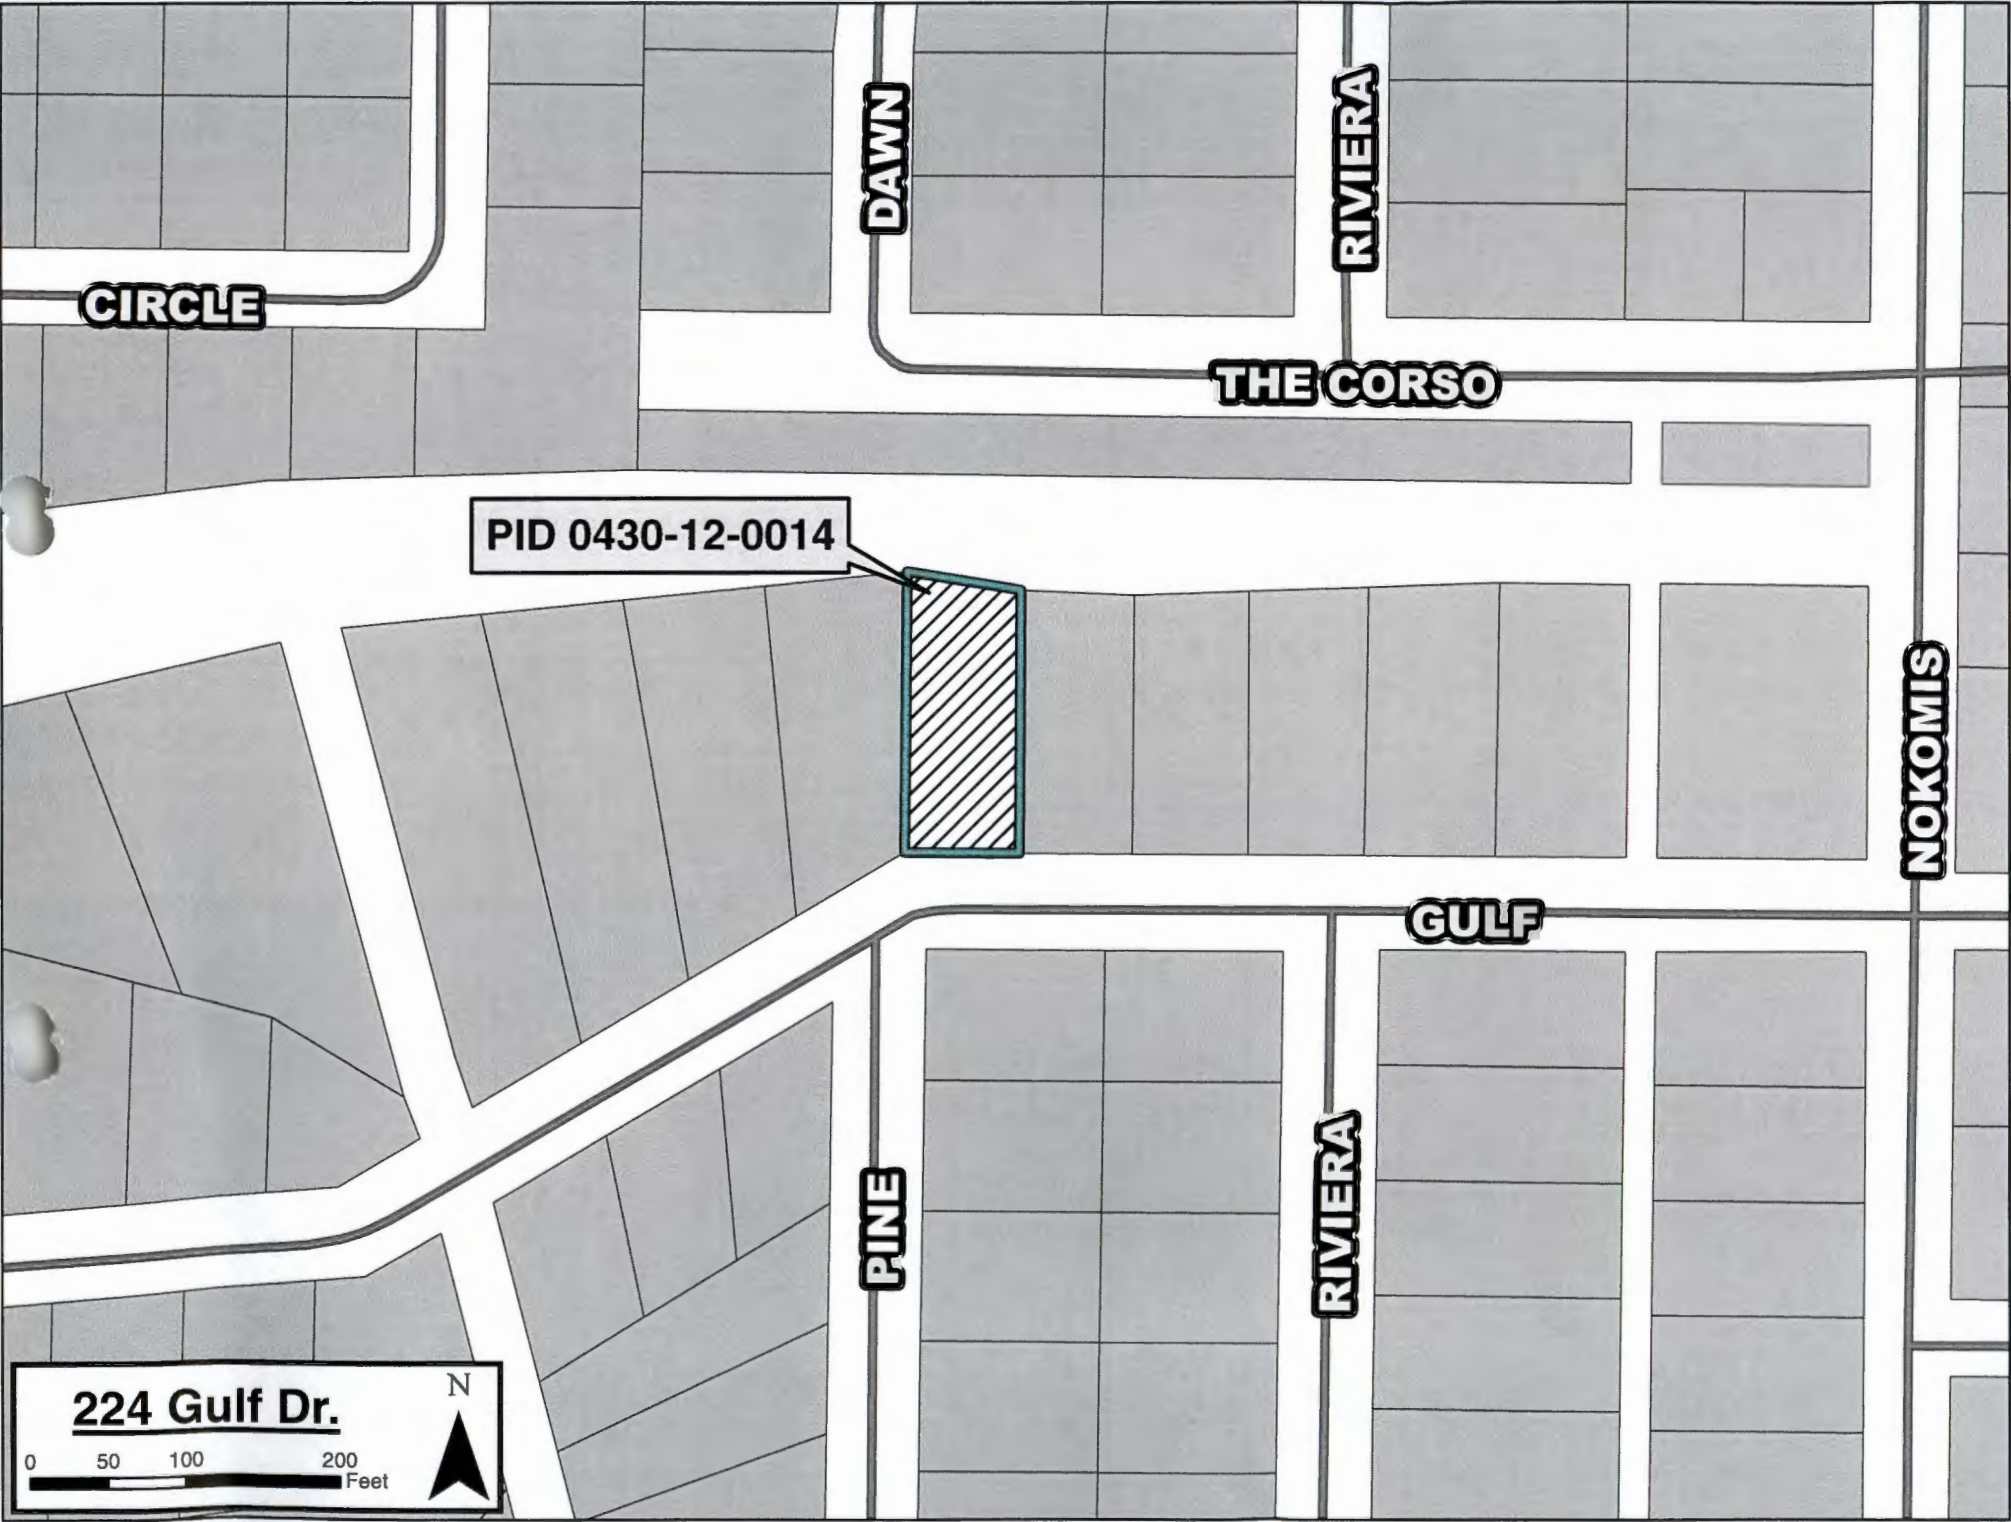 DAWN
RIVIERA
CIRCLE
THE CORSO
PID 0430-12-0014
NOKOMIS
GULF
PINE
RIVIERA
224 Gulf Dr.
N
0 50 100 200
Feet